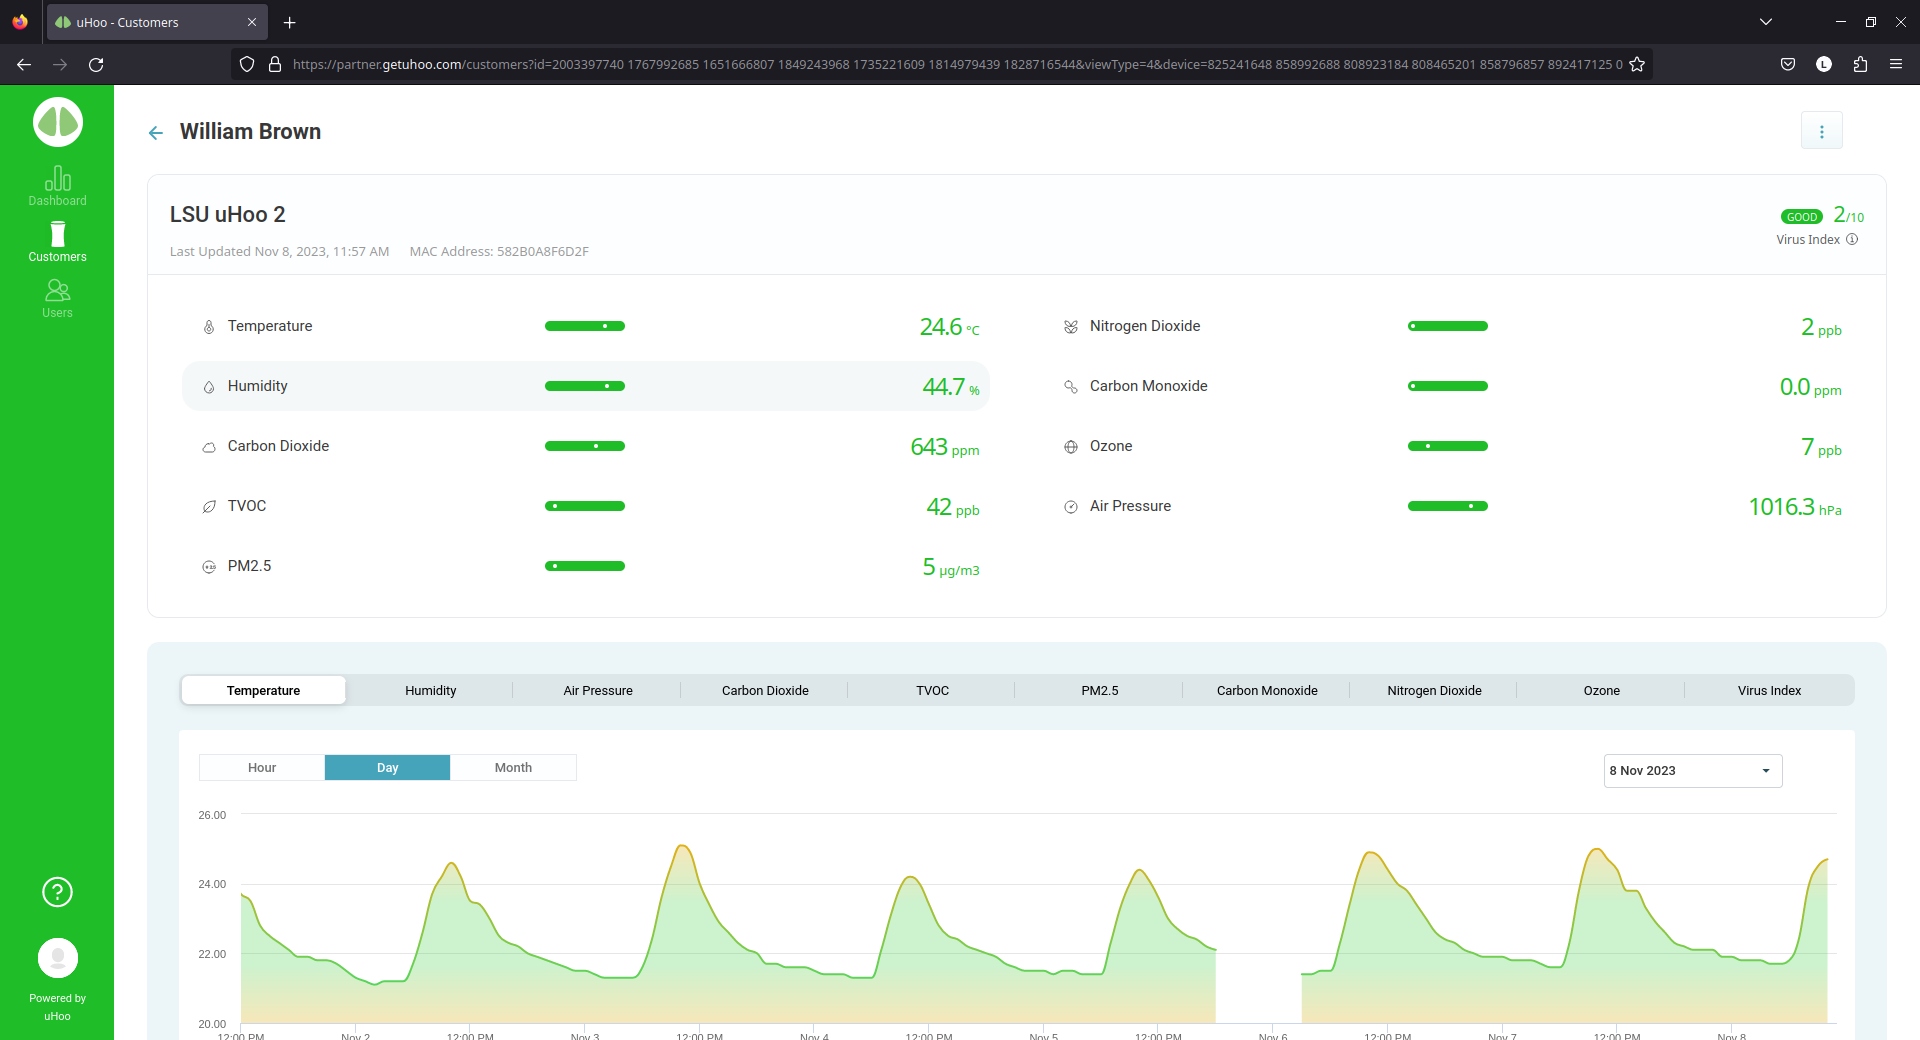 uHoo - Customers
https://partner.getuhoo.com/customers?id=2003397740 1767992685 1651666807 1849243968 1735221609 1814979439 1828716544&viewType=4&device=825241648 858992688 808923184 808465201 858796857 892417125 0
L
William Brown
Dashboard
Customers
Users
LSU uHoo 2
GOOD 2/10
Last Updated Nov 8, 2023, 11:57 AM MAC Address: 582B0A8F6D2F
Virus Index
Temperature 24.6 °C
Nitrogen Dioxide 2 ppb
Humidity 44.7 %
Carbon Monoxide 0.0 ppm
Carbon Dioxide 643 ppm
Ozone 7 ppb
TVOC 42 ppb
Air Pressure 1016.3 hPa
PM2.5 5 µg/m3
Temperature Humidity Air Pressure Carbon Dioxide TVOC PM2.5 Carbon Monoxide Nitrogen Dioxide Ozone Virus Index
Hour Day Month
8 Nov 2023
26.00
24.00
22.00
20.00
12:00 PM Nov 2 12:00 PM Nov 3 12:00 PM Nov 4 12:00 PM Nov 5 12:00 PM Nov 6 12:00 PM Nov 7 12:00 PM Nov 8
?
Powered by
uHoo